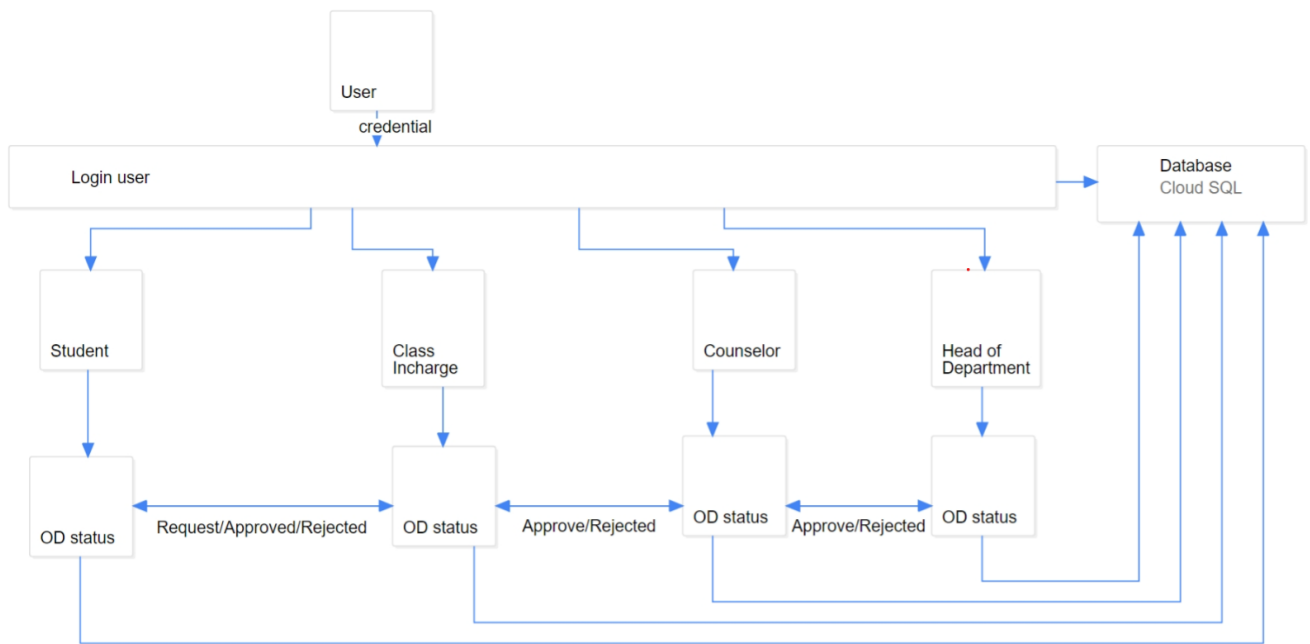 User
credential
Login user
Database
Cloud SQL
Student
Class
Incharge
Counselor
Head of
Department
OD status
Request/Approved/Rejected
OD status
Approve/Rejected
OD status
Approve/Rejected
OD status